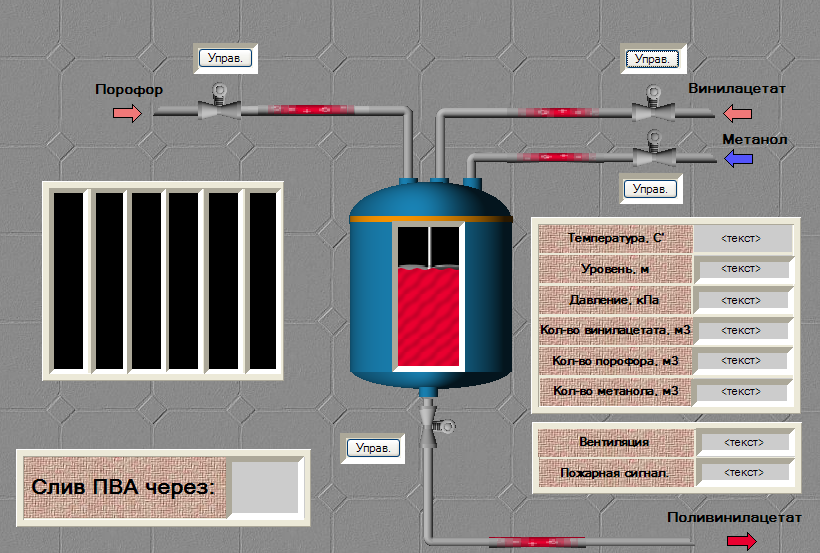 Управ.
Управ.
Порофор
Винилацетат
Метанол
Управ.
Температура, С'
<текст>
Уровень, м
<текст>
Давление, кПа
<текст>
Кол-во винилацетата, м3
<текст>
Кол-во порофора, м3
<текст>
Кол-во метанола, м3
<текст>
Вентиляция
<текст>
Пожарная сигнал.
<текст>
Управ.
Слив ПВА через:
Поливинилацетат